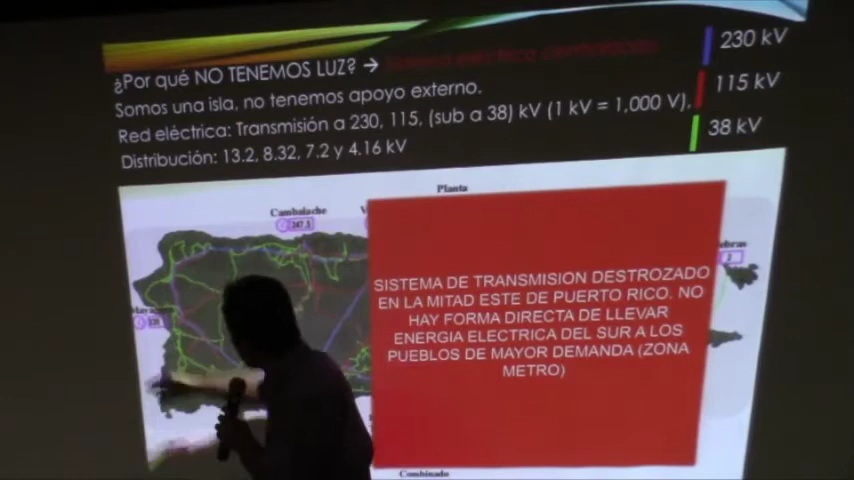 ¿Por qué NO TENEMOS LUZ? →
230 kV
Somos una isla, no tenemos apoyo externo.
115 kV
Red eléctrica: Transmisión a 230, 115, (sub a 38) kV (1 kV = 1,000 V),
38 kV
Distribución: 13.2, 8.32, 7.2 y 4.16 kV
Planta
Cambalache
247.5
SISTEMA DE TRANSMISION DESTROZADO
EN LA MITAD ESTE DE PUERTO RICO. NO
HAY FORMA DIRECTA DE LLEVAR
ENERGIA ELECTRICA DEL SUR A LOS
PUEBLOS DE MAYOR DEMANDA (ZONA
METRO)
2
Combinado